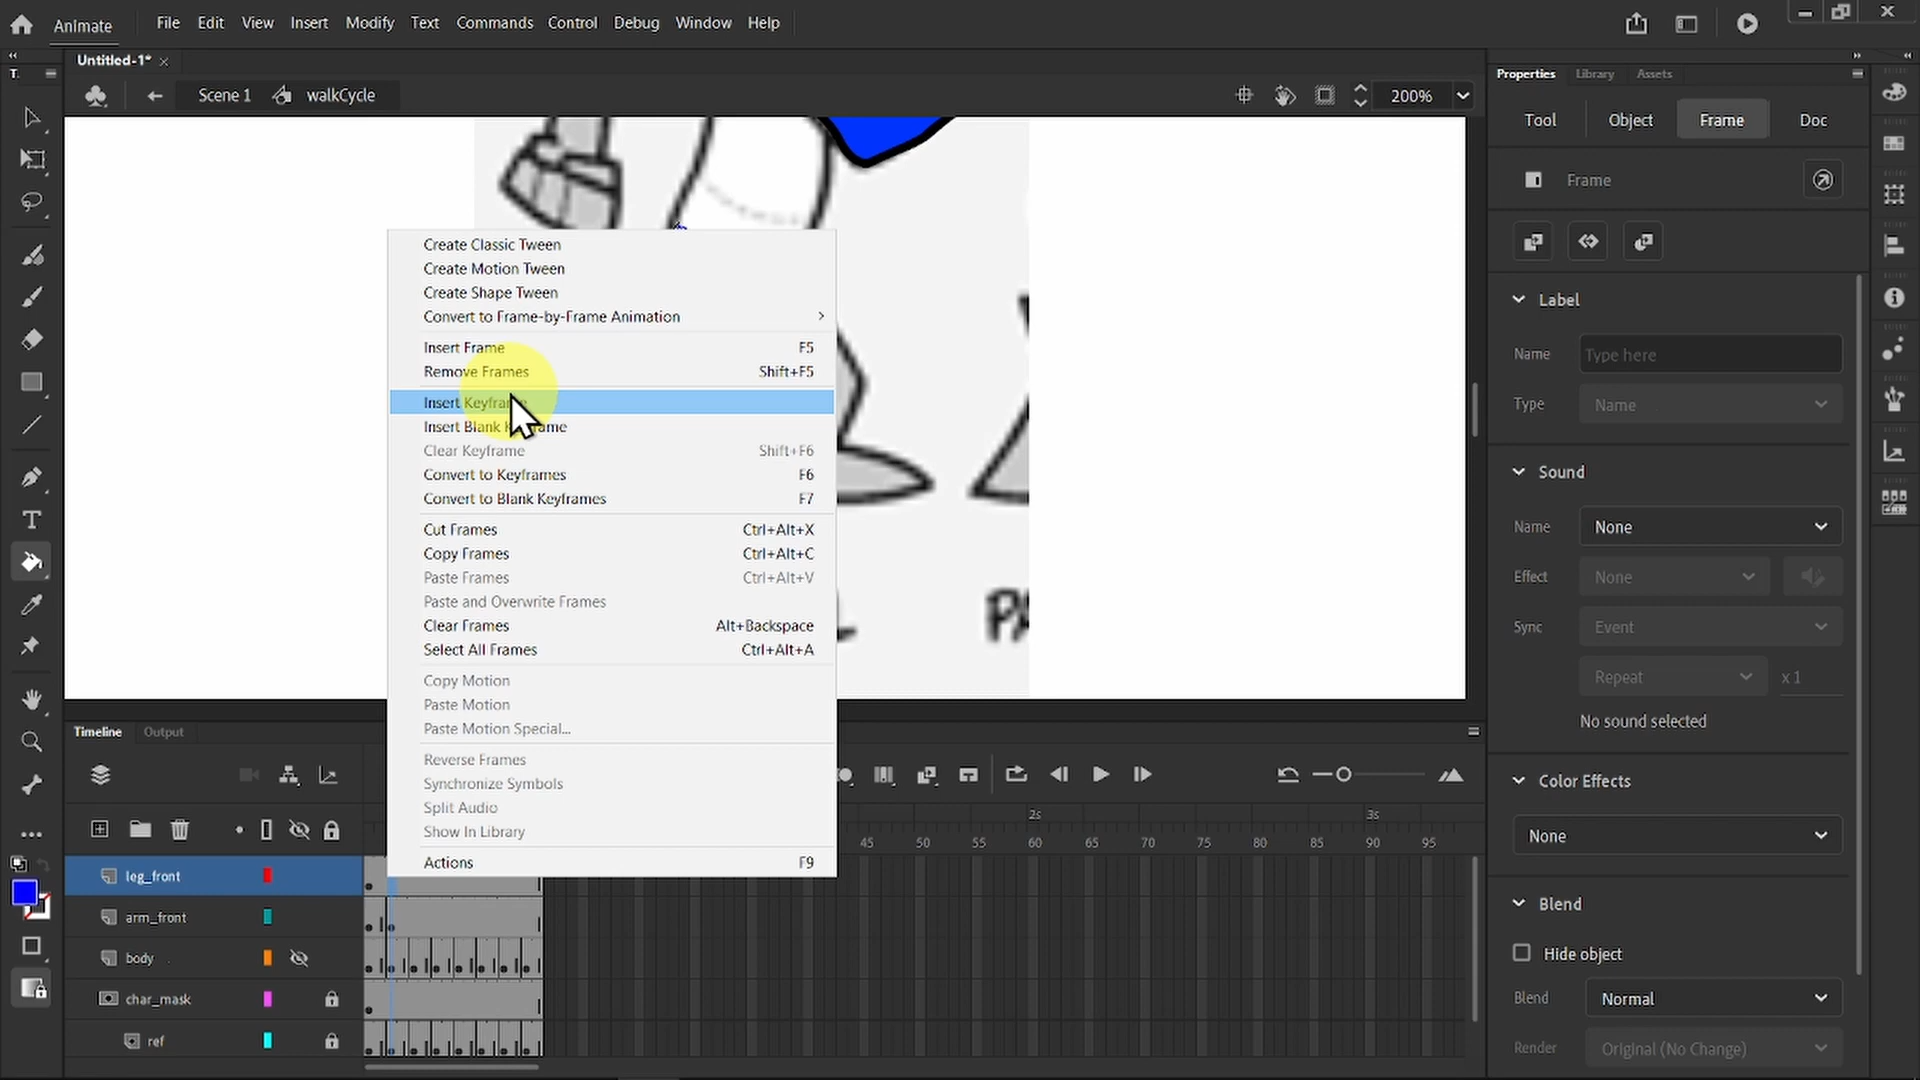 Animate File Edit View Insert Modify Text Commands Control Debug Window Help
Untitled-1*
T.
Scene 1 walkCycle 200%
Properties Library Assets
Tool Object Frame Doc
Frame
Label
Name Type here
Type Name
Sound
Name None
Effect None
Sync Event
Repeat x 1
No sound selected
Color Effects
None
Blend
Hide object
Blend Normal
Render Original (No Change)
Create Classic Tween
Create Motion Tween
Create Shape Tween
Convert to Frame-by-Frame Animation
Insert Frame F5
Remove Frames Shift+F5
Insert Keyframe
Insert Blank Keyframe
Clear Keyframe Shift+F6
Convert to Keyframes F6
Convert to Blank Keyframes F7
Cut Frames Ctrl+Alt+X
Copy Frames Ctrl+Alt+C
Paste Frames Ctrl+Alt+V
Paste and Overwrite Frames
Clear Frames Alt+Backspace
Select All Frames Ctrl+Alt+A
Copy Motion
Paste Motion
Paste Motion Special...
Reverse Frames
Synchronize Symbols
Split Audio
Show In Library
Actions F9
PA
Timeline Output
2s 3s
45 50 55 60 65 70 75 80 85 90 95
leg_front
arm_front
body
char_mask
ref